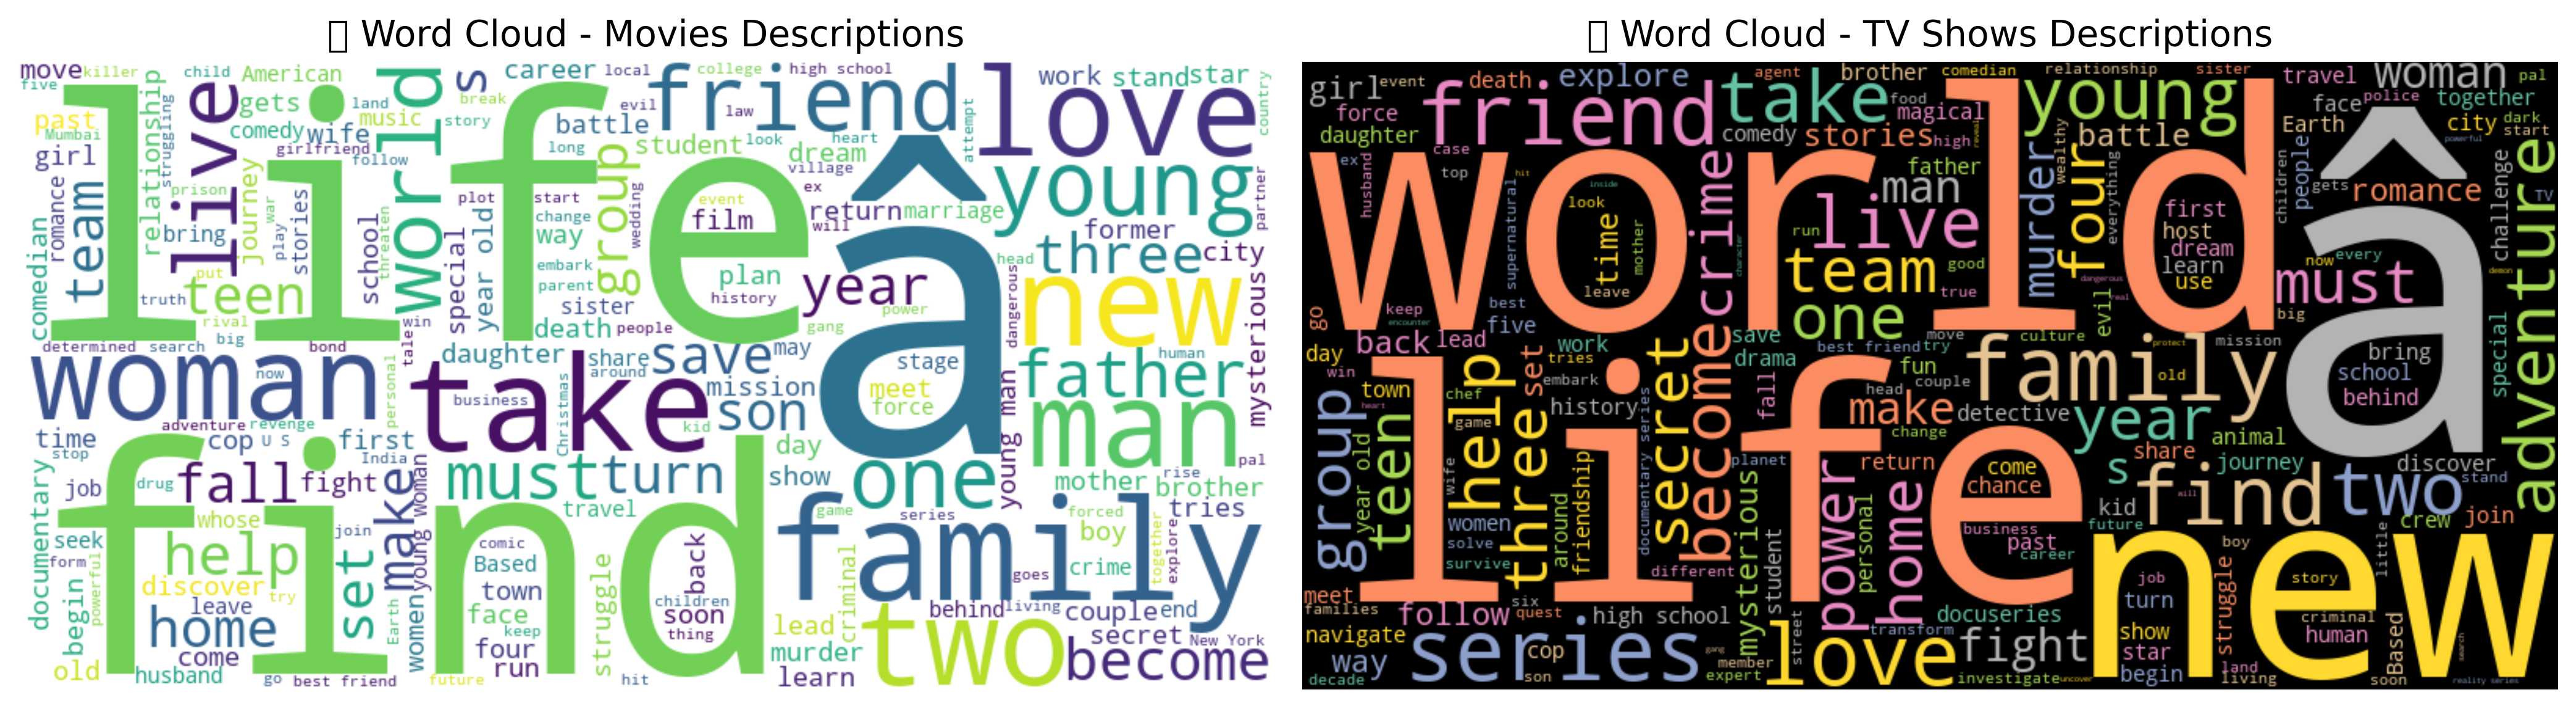 Word Cloud - Movies Descriptions
move killer child American career local college high school work stand star
five gets land evil friend love country
past music break law
Mumbai comedy wife story battle heart attempt
girl girlfriend long student look dream young
live world s life group village
struggling follow ex return marriage partner
relationship prison plot start event film will former
romance team journey play war stories school threaten special year old change way wedding three city
bring embark plan year head
comedian put parent history new mysterious
truth teen sister dangerous
rival win death people gang power
determined search big bond tale daughter share save may stage father human
woman now take around mission meet
personal business Christmas son force man
adventure revenge kid young man
time cop U S first day â
stop India must turn show one pal
documentary job drug fall fight make young woman travel mother rise brother
whose game series forced tries
seek join find family boy
form help set comic back together explore
powerful discover Based struggle crime
begin try Earth town children criminal goes
leave women face soon behind living couple end
home keep thing lead two secret New York
come four murder become
old husband go best friend future run hit learn
Word Cloud - TV Shows Descriptions
girl event death explore agent brother comedian relationship sister travel woman pal
force friend take food magical young face police together
daughter comedy stories high reveal battle Earth city dark start
world case father wealthy people powerful
ex husband top hit inside man murder four children gets romance challenge TV
look crime live everything first now every adventure
supernatural time mother run host must
team good dream
best leave character true learn demon
go keep one dangerous use big
encounter five real evil â
day back lead save move culture protect mission special
win tries work drama best friend try family bring
town set embark fun old school
heart chef head couple behind
group teen help game history secret become fall make detective year
three documentary series change animal
year old wife planet return come share journey discover
friendship chance s find two stand
women around life power home kid crew join
solve mysterious student personal business future little
survive different past career new boy
meet six job story struggle
families follow quest high school docuseries turn criminal
navigate street transform show human Based
way series cop gang member love fight star land search
decade son expert investigate uncover begin living soon reality series